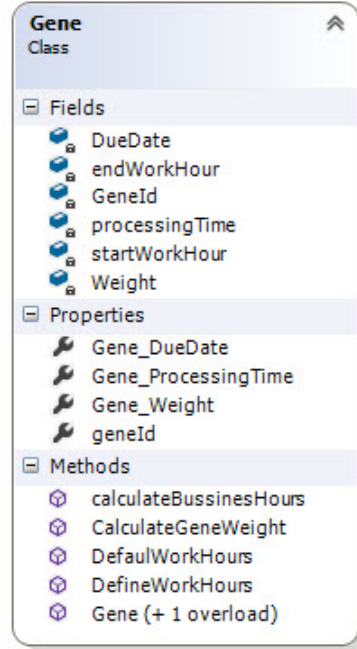 Gene
Class
Fields
DueDate
endWorkHour
GeneId
processingTime
startWorkHour
Weight
Properties
Gene_DueDate
Gene_ProcessingTime
Gene_Weight
geneId
Methods
calculateBussinesHours
CalculateGeneWeight
DefaulWorkHours
DefineWorkHours
Gene (+ 1 overload)